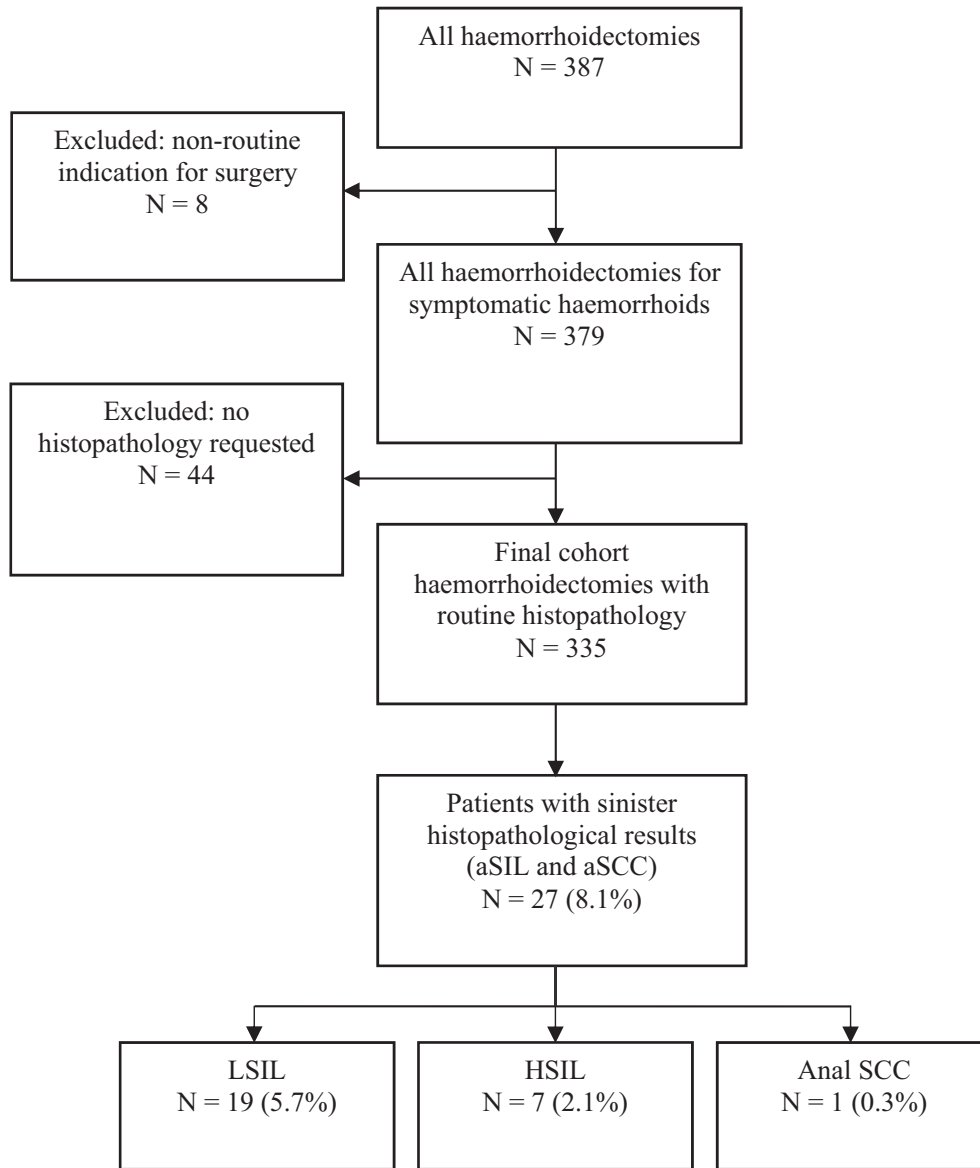 All haemorrhoidectomies
N = 387
Excluded: non-routine
indication for surgery
N = 8
All haemorrhoidectomies for
symptomatic haemorrhoids
N = 379
Excluded: no
histopathology requested
N = 44
Final cohort
haemorrhoidectomies with
routine histopathology
N = 335
Patients with sinister
histopathological results
(aSIL and aSCC)
N = 27 (8.1%)
LSIL
N = 19 (5.7%)
HSIL
N = 7 (2.1%)
Anal SCC
N = 1 (0.3%)